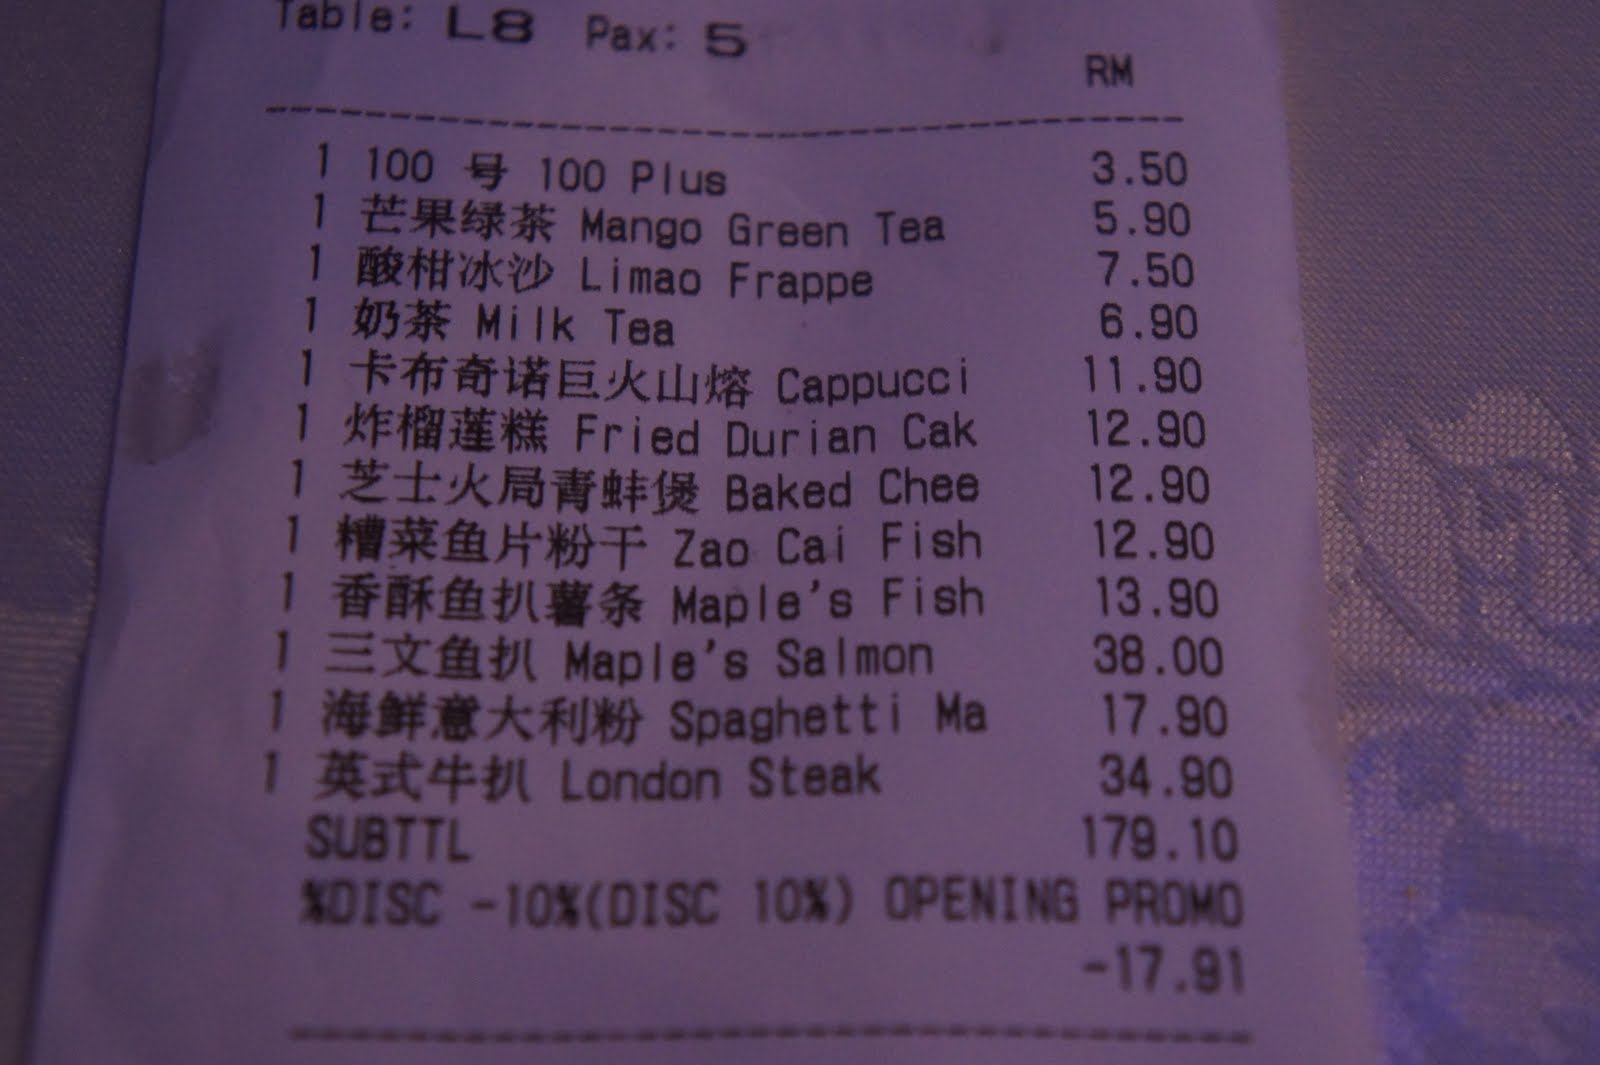 Table: L8 Pax: 5
RM
1 100 号 100 Plus 3.50
1 芒果绿茶 Mango Green Tea 5.90
1 酸柑冰沙 Limao Frappe 7.50
1 奶茶 Milk Tea 6.90
1 卡布奇诺巨火山熔 Cappucci 11.90
1 炸榴莲糕 Fried Durian Cak 12.90
1 芝士火局青蚌煲 Baked Chee 12.90
1 糟菜鱼片粉干 Zao Cai Fish 12.90
1 香酥鱼扒薯条 Maple's Fish 13.90
1 三文鱼扒 Maple's Salmon 38.00
1 海鲜意大利粉 Spaghetti Ma 17.90
1 英式牛扒 London Steak 34.90
SUBTTL 179.10
%DISC -10%(DISC 10%) OPENING PROMO
-17.91